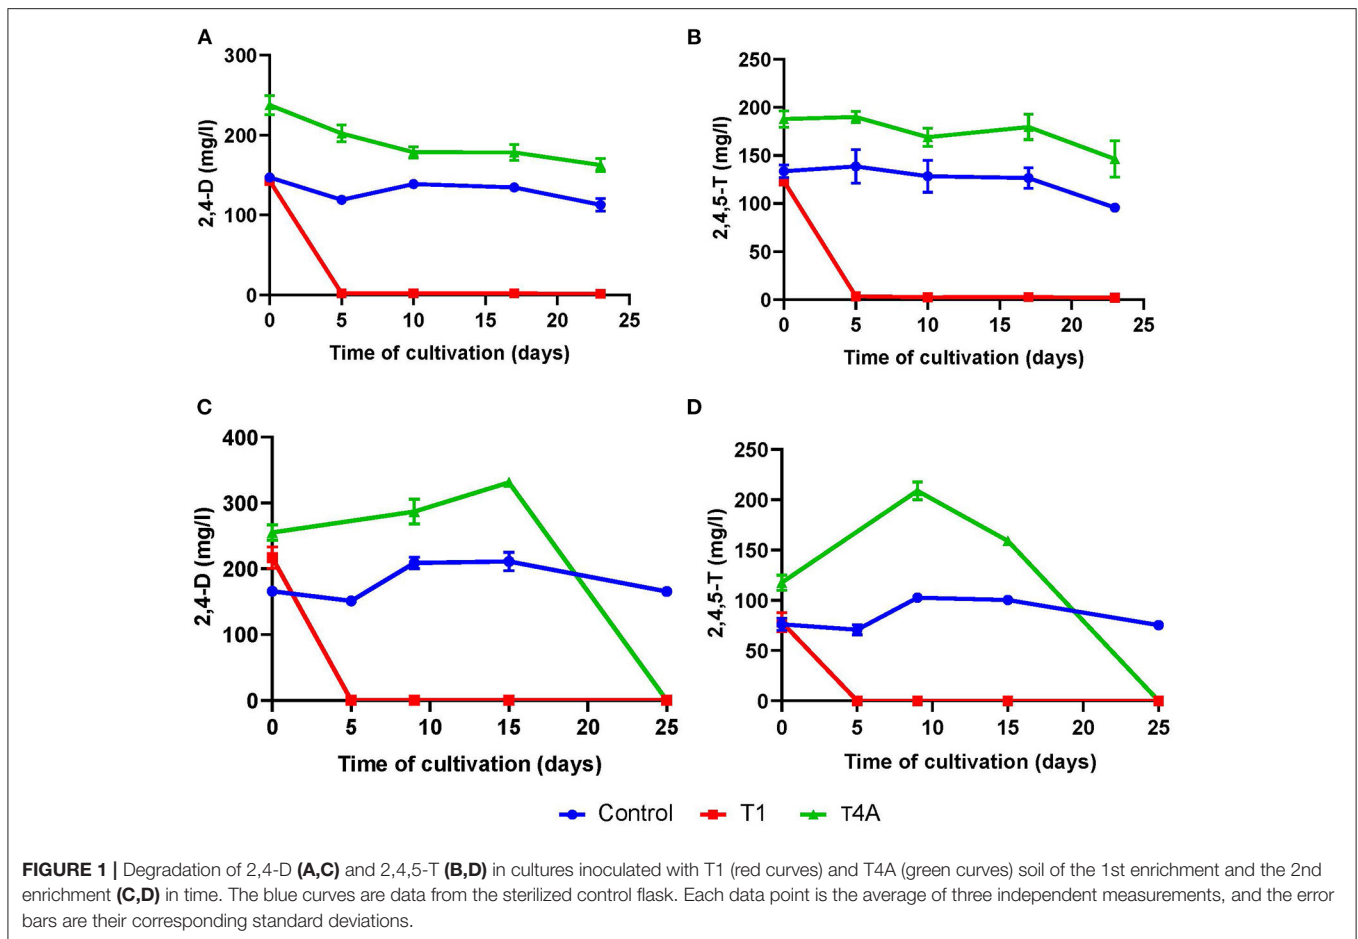 A
300
200
100
0
2,4-D (mg/l)
0 5 10 15 20 25
Time of cultivation (days)
B
250
200
150
100
50
0
2,4,5-T (mg/l)
0 5 10 15 20 25
Time of cultivation (days)
C
400
300
200
100
0
2,4-D (mg/l)
0 5 10 15 20 25
Time of cultivation (days)
D
250
200
150
100
50
0
2,4,5-T (mg/l)
0 5 10 15 20 25
Time of cultivation (days)
Control T1 T4A
FIGURE 1 | Degradation of 2,4-D (A,C) and 2,4,5-T (B,D) in cultures inoculated with T1 (red curves) and T4A (green curves) soil of the 1st enrichment and the 2nd
enrichment (C,D) in time. The blue curves are data from the sterilized control flask. Each data point is the average of three independent measurements, and the error
bars are their corresponding standard deviations.